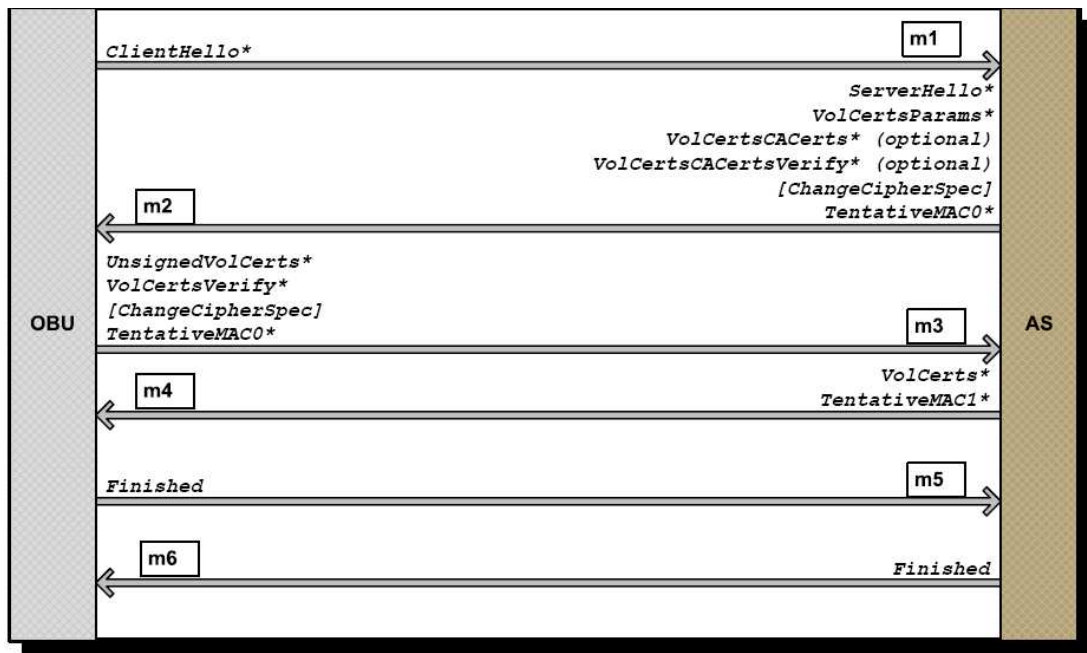 m1
ClientHello*
ServerHello*
VolCertsParams*
VolCertsCACerts* (optional)
VolCertsCACertsVerify* (optional)
[ChangeCipherSpec]
m2
TentativeMAC0*
UnsignedVolCerts*
VolCertsVerify*
[ChangeCipherSpec]
OBU
m3
AS
TentativeMAC0*
VolCerts*
m4
TentativeMAC1*
m5
Finished
m6
Finished